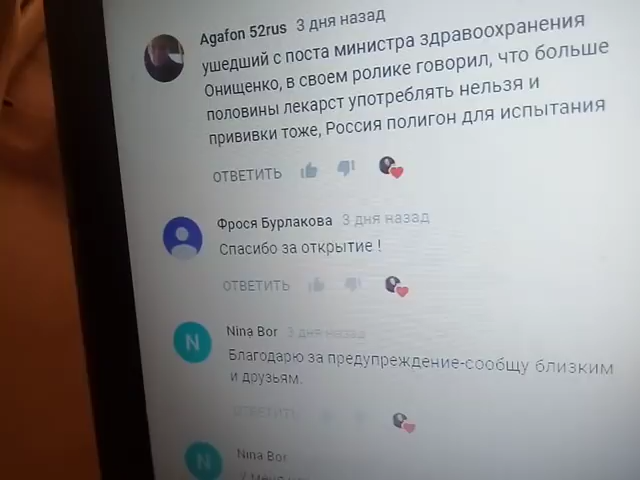 Agafon 52rus 3 дня назад
ушедший с поста министра здравоохранения
Онищенко, в своем ролике говорил, что больше
половины лекарст употреблять нельзя и
прививки тоже, Россия полигон для испытания
ОТВЕТИТЬ
Фрося Бурлакова 3 дня назад
Спасибо за открытие !
ОТВЕТИТЬ
N
Nina Bor 3 дня назад
Благодарю за предупреждение-сообщу близким
и друзьям.
ОТВЕТИТЬ
N
Nina Bor